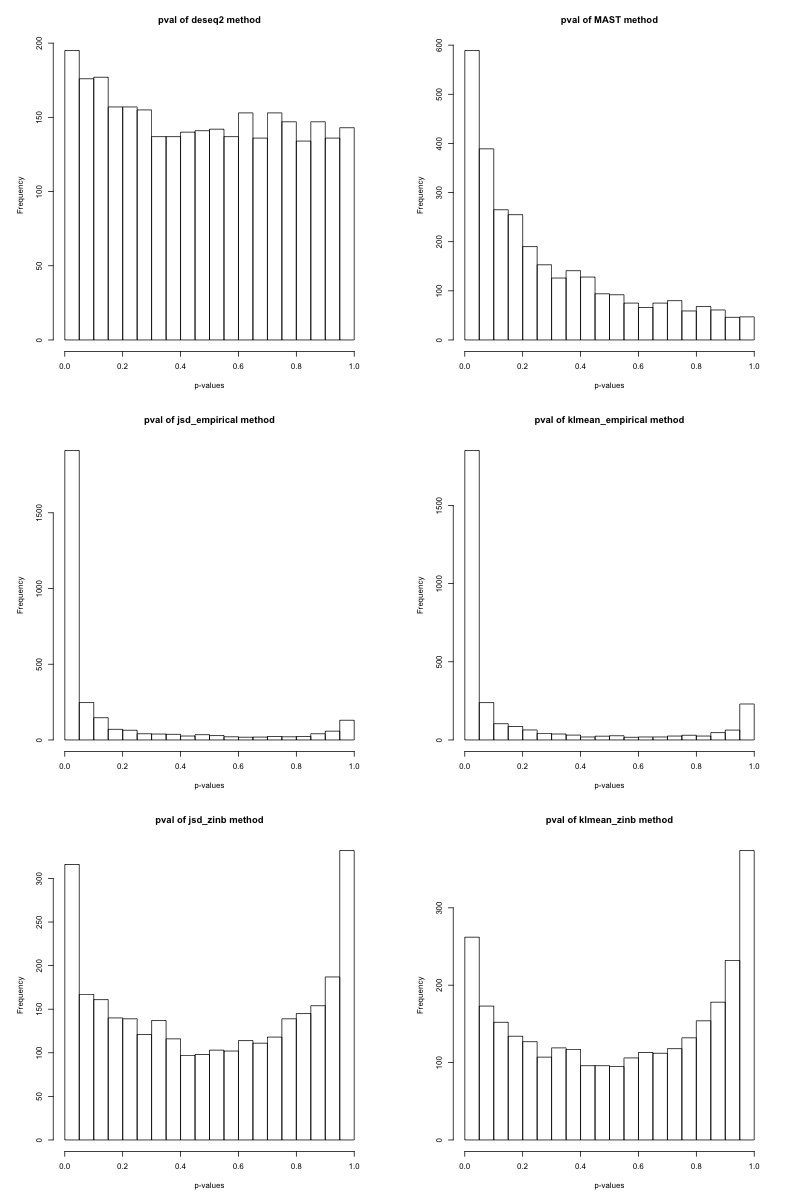 pval of deseq2 method
Frequency
0
50
100
150
200
0.0 0.2 0.4 0.6 0.8 1.0
p-values
pval of MAST method
Frequency
0
100
200
300
400
500
600
0.0 0.2 0.4 0.6 0.8 1.0
p-values
pval of jsd_empirical method
Frequency
0
500
1000
1500
0.0 0.2 0.4 0.6 0.8 1.0
p-values
pval of klmean_empirical method
Frequency
0
500
1000
1500
0.0 0.2 0.4 0.6 0.8 1.0
p-values
pval of jsd_zinb method
Frequency
0
50
100
150
200
250
300
0.0 0.2 0.4 0.6 0.8 1.0
p-values
pval of klmean_zinb method
Frequency
0
100
200
300
0.0 0.2 0.4 0.6 0.8 1.0
p-values